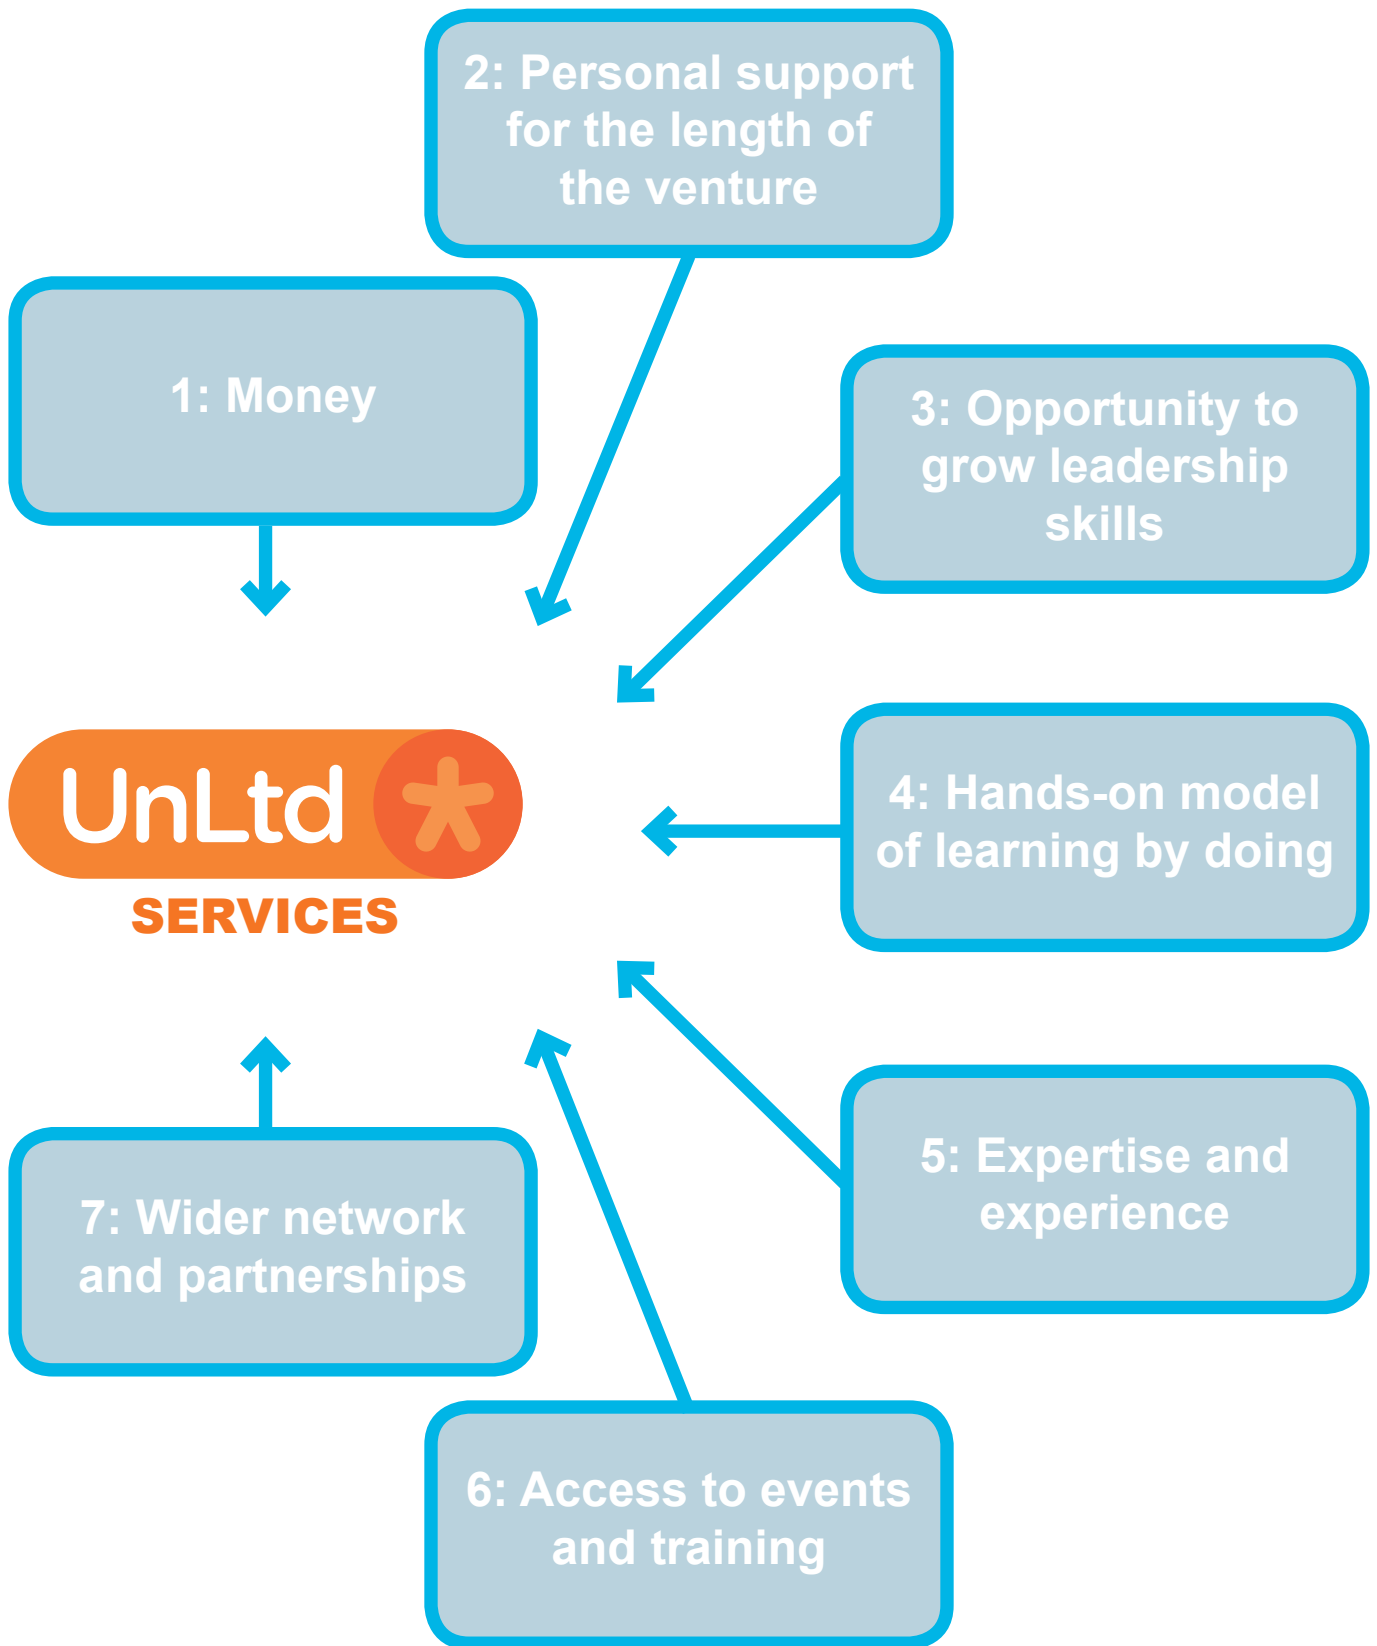 2: Personal support
for the length of
the venture
1: Money
3: Opportunity to
grow leadership
skills
UnLtd
SERVICES
4: Hands-on model
of learning by doing
5: Expertise and
experience
7: Wider network
and partnerships
6: Access to events
and training